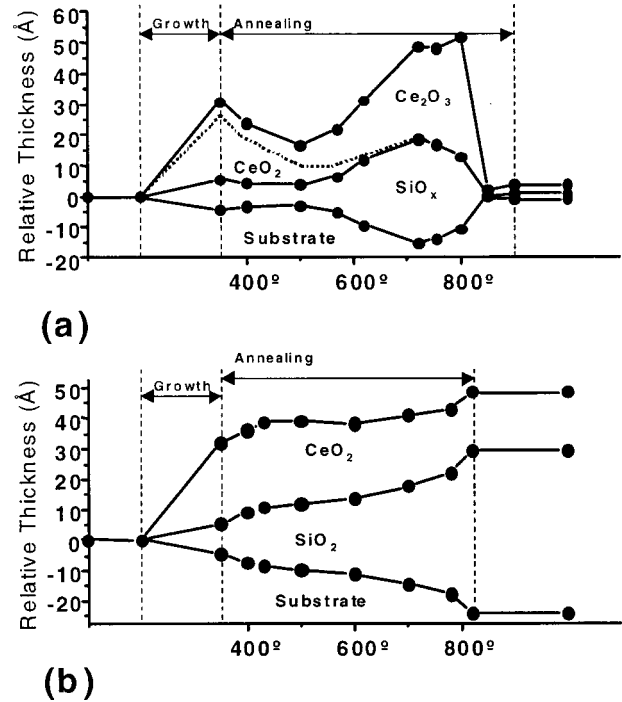 Growth Annealing
60
50
40
30
20
10
0
-10
-20
Relative Thickness (Å)
Ce₂O₃
CeO₂
SiOₓ
Substrate
400º 600º 800º
(a)
Annealing
Growth
50
40
30
20
10
0
-10
-20
Relative Thickness (Å)
CeO₂
SiO₂
Substrate
400º 600º 800º
(b)